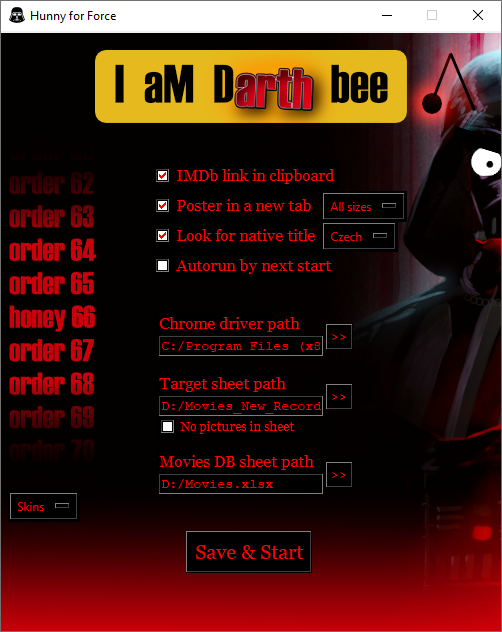 Hunny for Force
I aM Darth bee
IMDb link in clipboard
Poster in a new tab All sizes
Look for native title Czech
Autorun by next start
order 62
order 63
order 64
order 65
honey 66
order 67
order 68
order 69
order 70
Chrome driver path
C:/Program Files (x8 >>
Target sheet path
D:/Movies_New_Record >>
No pictures in sheet
Movies DB sheet path
D:/Movies.xlsx >>
Skins
Save & Start